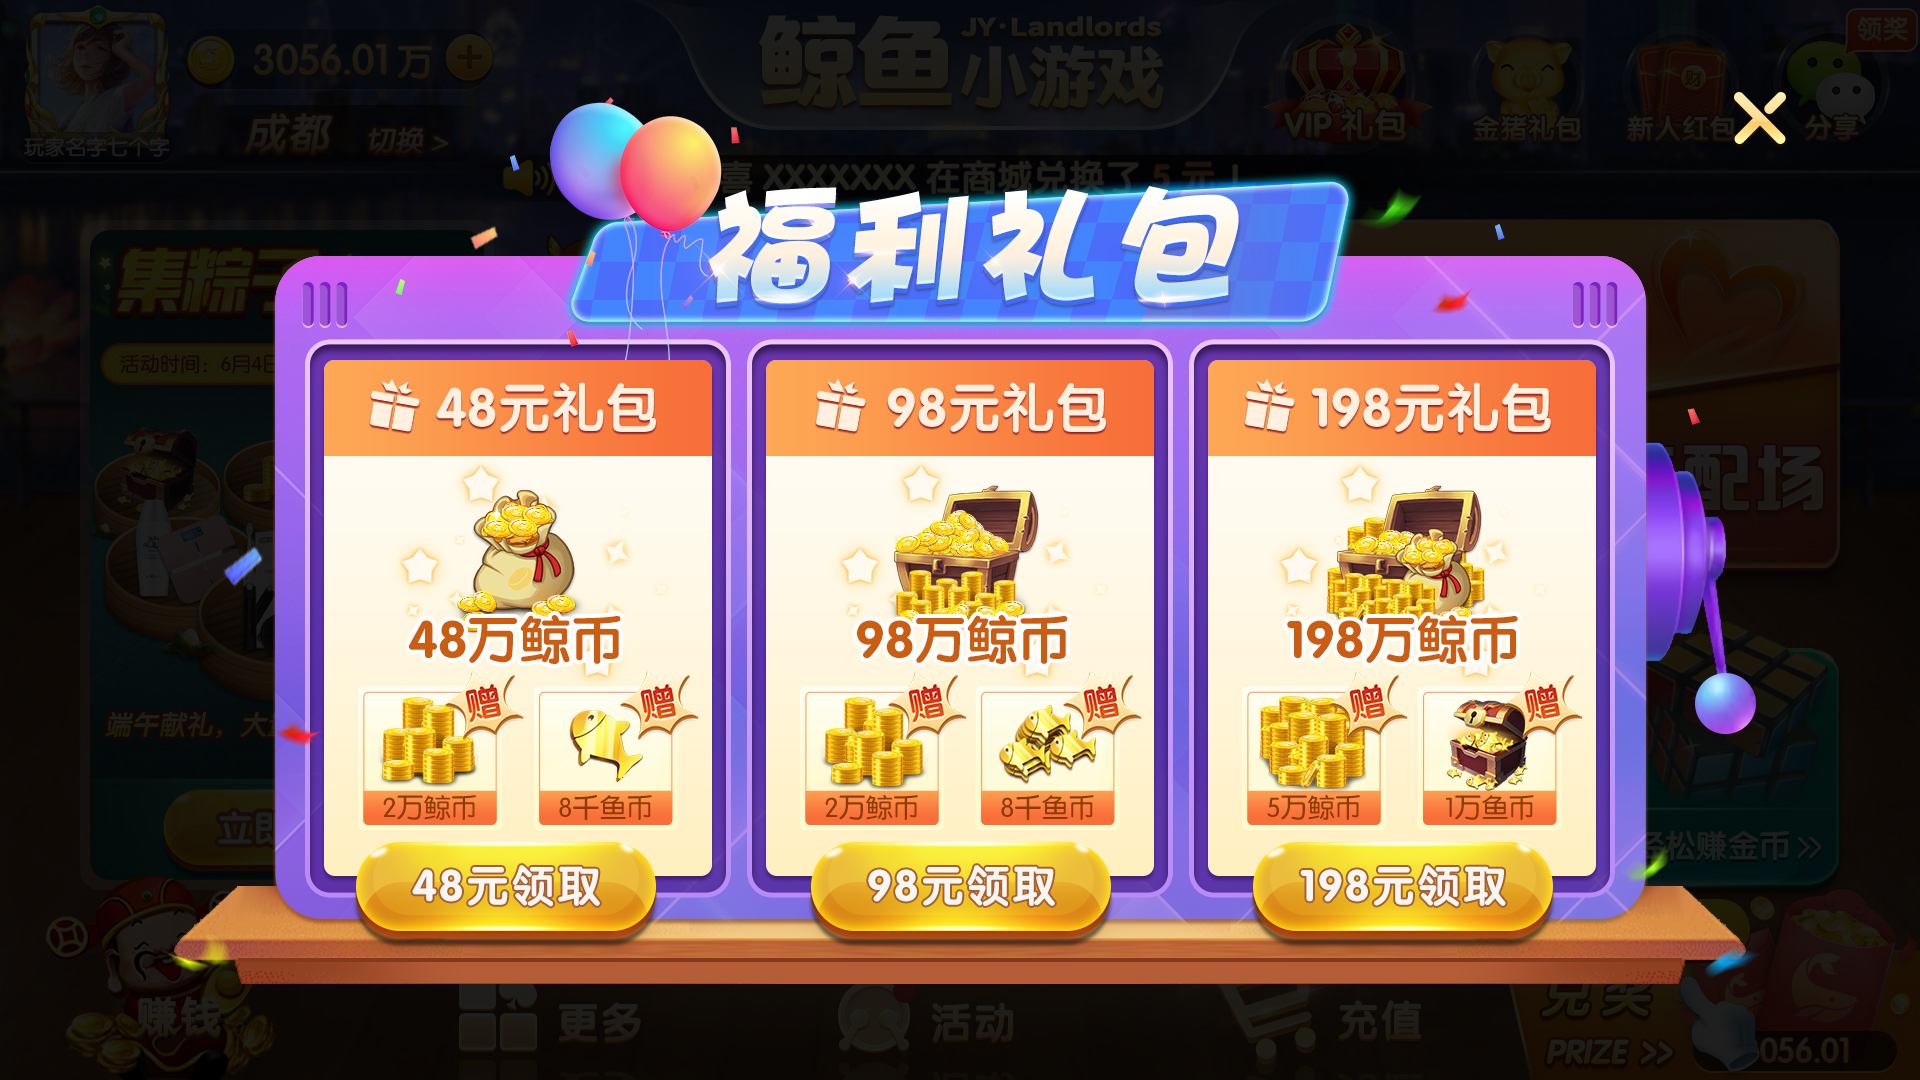 领奖
3056.01万
鲸鱼
JY·Landlords
小游戏
玩家名字七个字
成都
切换 >
VIP 礼包
金猪礼包
新人红包
分享
喜 XXXXXXX 在商城兑换了 5 元！
福利礼包
集粽子
活动时间：6月4日
48元礼包
98元礼包
198元礼包
配场
48万鲸币
98万鲸币
198万鲸币
赠
赠
赠
赠
赠
赠
端午献礼，大
2万鲸币
8千鱼币
2万鲸币
8千鱼币
5万鲸币
1万鱼币
立即
轻松赚金币 >>
48元领取
98元领取
198元领取
赚钱
更多
活动
充值
兑奖
PRIZE >>
056.01